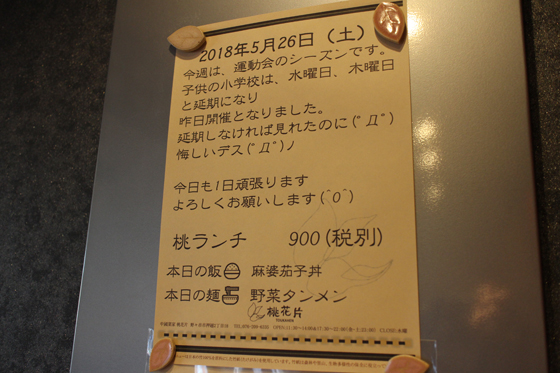 2018年5月26日（土）
今週は、運動会のシーズンです。
子供の小学校は、水曜日、木曜日
と延期になり
昨日開催となりました。
延期しなければ見れたのに(ﾟДﾟ)
悔しいデス(ﾟДﾟ)ノ
今日も1日頑張ります
よろしくお願いします(^o^)
桃ランチ 900(税別)
本日の飯 麻婆茄子丼
本日の麺 野菜タンメン
桃花片